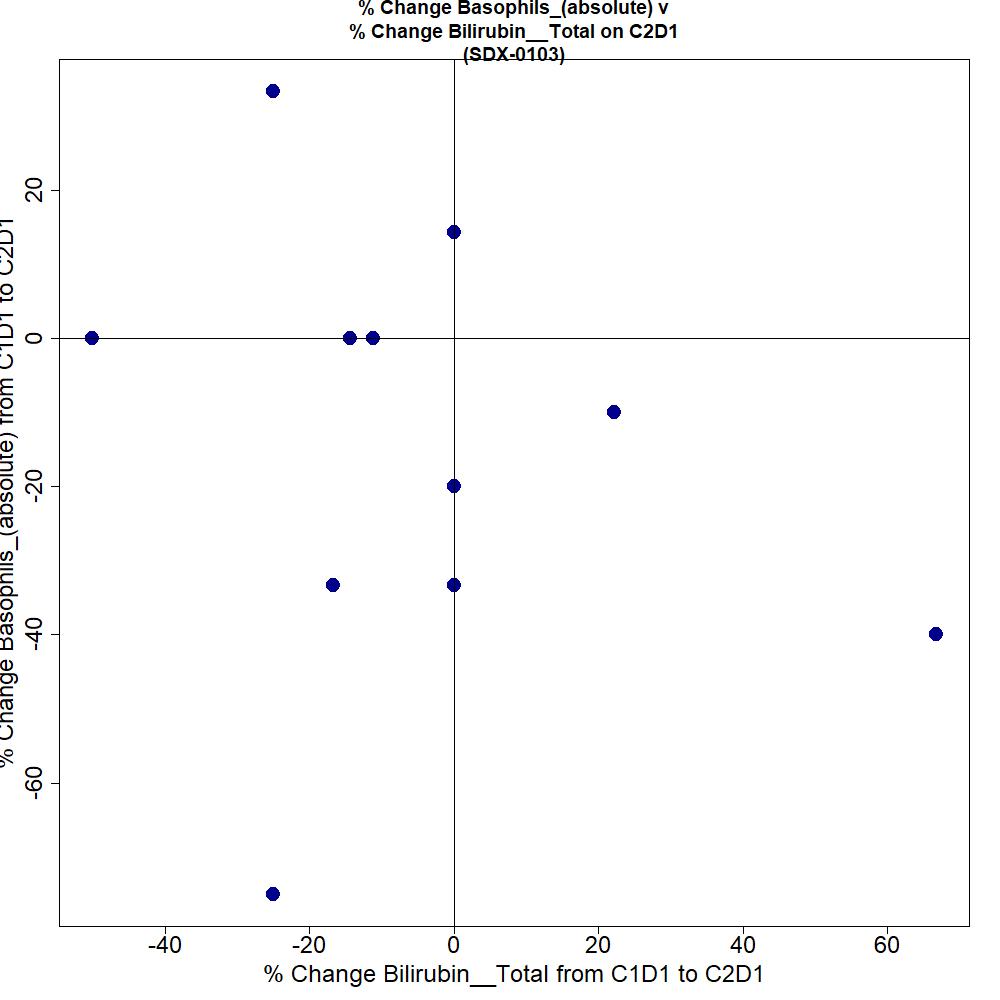 % Change Basophils_(absolute) v
% Change Bilirubin__Total on C2D1
(SDX-0103)
% Change Basophils_(absolute) from C1D1 to C2D1
20
0
-20
-40
-60
-40
-20
0
20
40
60
% Change Bilirubin__Total from C1D1 to C2D1